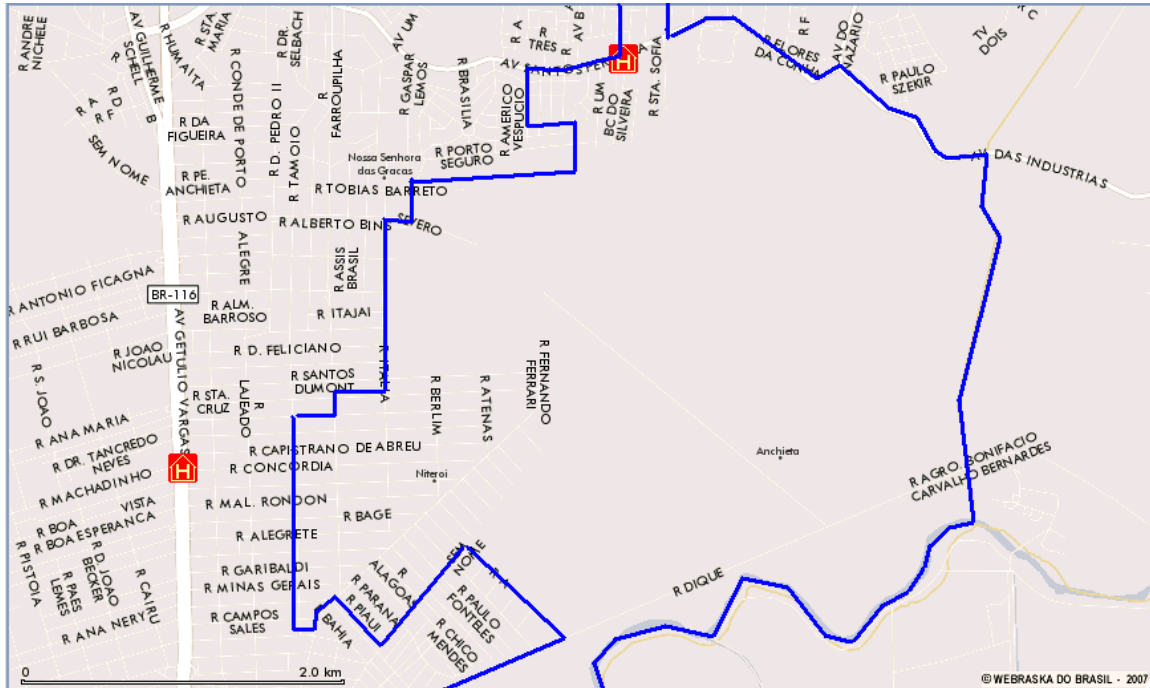 R ANDRE
NICHELE
AV GUILHERME
SCHELL
R HUMAITA
R STA.
MARIA
R DR.
SELBACH
AV UM
R A
R
TRES
R AV B
R F
AV DO
NAZARIO
TV
DOIS
R C
R FLORES
DA CUNHA
R PAULO
SZEKIR
AV SANTOS FERREIRA
H
R STA. SOFIA
R UM
BC DO
SILVEIRA
R AMERICO
VESPUCIO
R BRASILIA
R GASPAR
LEMOS
R
FARROUPILHA
R D. PEDRO II
R TAMOIO
R CONDE DE PORTO
ALEGRE
R A
R D
R F
B
SEM NOME
R DA
FIGUEIRA
R PE.
ANCHIETA
Nossa Senhora
das Gracas
R PORTO
SEGURO
AV DAS INDUSTRIAS
R TOBIAS BARRETO
R AUGUSTO
SEVERO
R ALBERTO BINS
R ASSIS
BRASIL
R ANTONIO FICAGNA
BR-116
R RUI BARBOSA
R ALM.
BARROSO
R ITAJAI
AV GETULIO VARGAS
R JOAO
NICOLAU
R D. FELICIANO
R S. JOAO
R STA.
CRUZ
R
LAJEADO
R SANTOS
DUMONT
R ITALIA
R BERLIM
R ATENAS
R FERNANDO
FERRARI
R ANA MARIA
R DR. TANCREDO
NEVES
R CAPISTRANO DE ABREU
R CONCORDIA
H
R MACHADINHO
Niteroi
Anchieta
R AGRO. BONIFACIO
CARVALHO BERNARDES
R BOA
VISTA
R BOA ESPERANCA
R MAL. RONDON
R BAGE
R ALEGRETE
R PISTOIA
R PAES
LEMES
R D. JOAO
BECKER
R CAIRU
R GARIBALDI
R MINAS GERAIS
R ANA NERY
R CAMPOS
SALES
R BAHIA
R PIAUI
R PARANA
R
ALAGOAS
SEM
NOME
R A
R PAULO
FONTELES
R CHICO
MENDES
R DIQUE
0
2.0 km
© WEBRASKA DO BRASIL - 2007